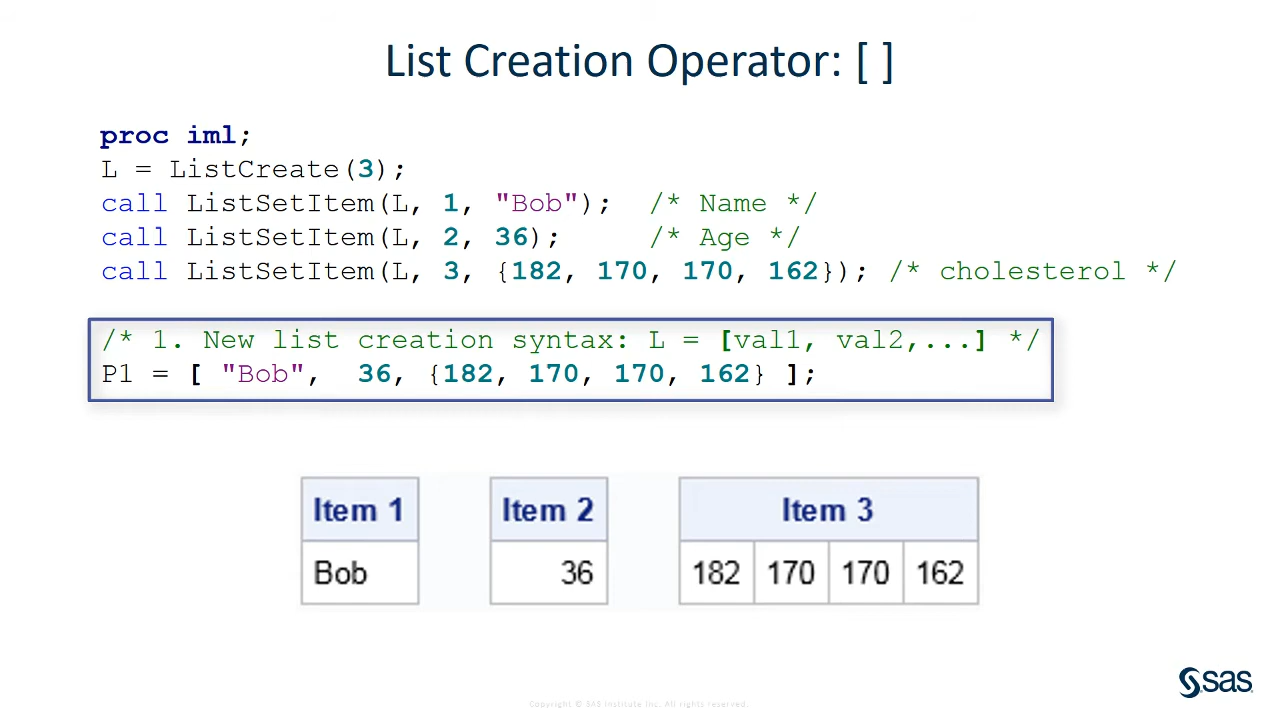 List Creation Operator: [ ]
proc iml;
L = ListCreate(3);
call ListSetItem(L, 1, "Bob");  /* Name */
call ListSetItem(L, 2, 36);     /* Age */
call ListSetItem(L, 3, {182, 170, 170, 162}); /* cholesterol */
/* 1. New list creation syntax: L = [val1, val2,...] */
P1 = [ "Bob",  36, {182, 170, 170, 162} ];
Item 1 Item 2 Item 3
Bob 36 182 170 170 162
sas
Copyright © SAS Institute Inc. All rights reserved.